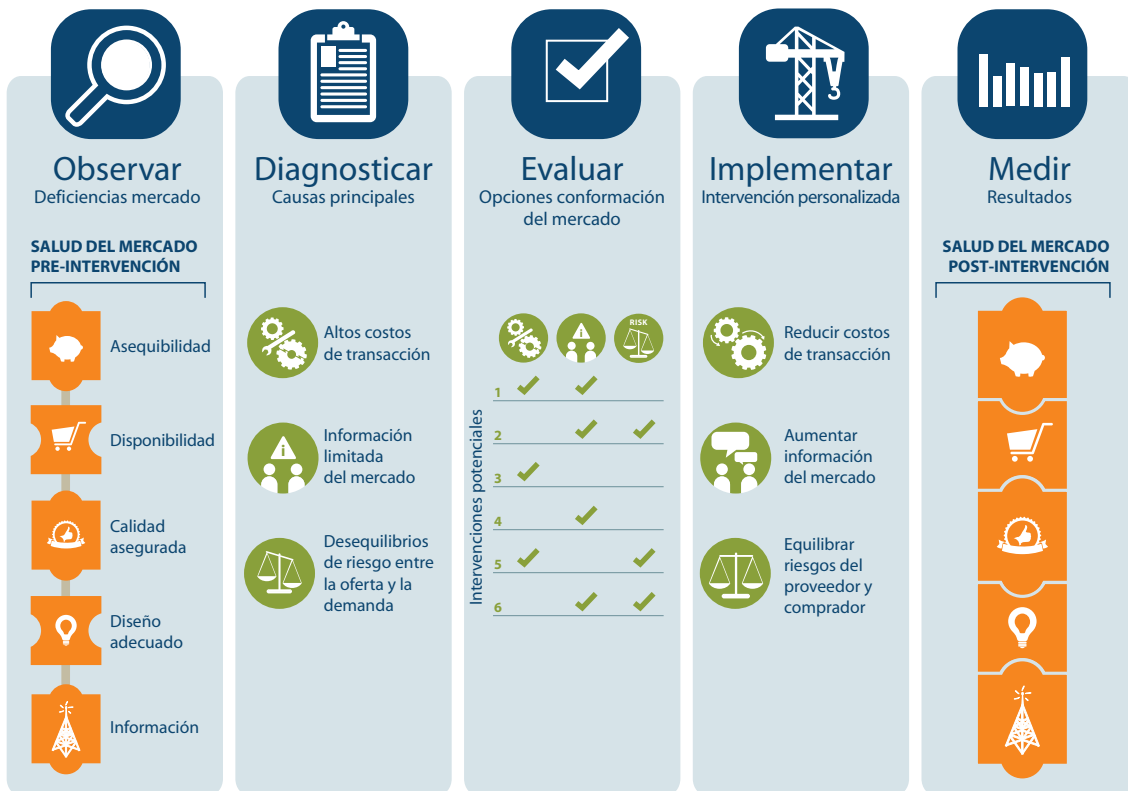 Observar
Deficiencias mercado
SALUD DEL MERCADO
PRE-INTERVENCIÓN
Asequibilidad
Disponibilidad
Calidad
asegurada
Diseño
adecuado
Información
Diagnosticar
Causas principales
Altos costos
de transacción
Información
limitada
del mercado
Desequilibrios
de riesgo entre
la oferta y la
demanda
Evaluar
Opciones conformación
del mercado
RISK
Intervenciones potenciales
1
2
3
4
5
6
Implementar
Intervención personalizada
Reducir costos
de transacción
Aumentar
información
del mercado
Equilibrar
riesgos del
proveedor y
comprador
Medir
Resultados
SALUD DEL MERCADO
POST-INTERVENCIÓN